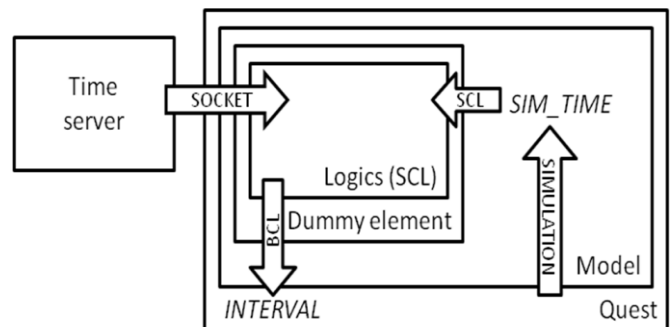 Time
server
SOCKET
SCL
SIM_TIME
Logics (SCL)
Dummy element
BCL
SIMULATION
Model
INTERVAL
Quest